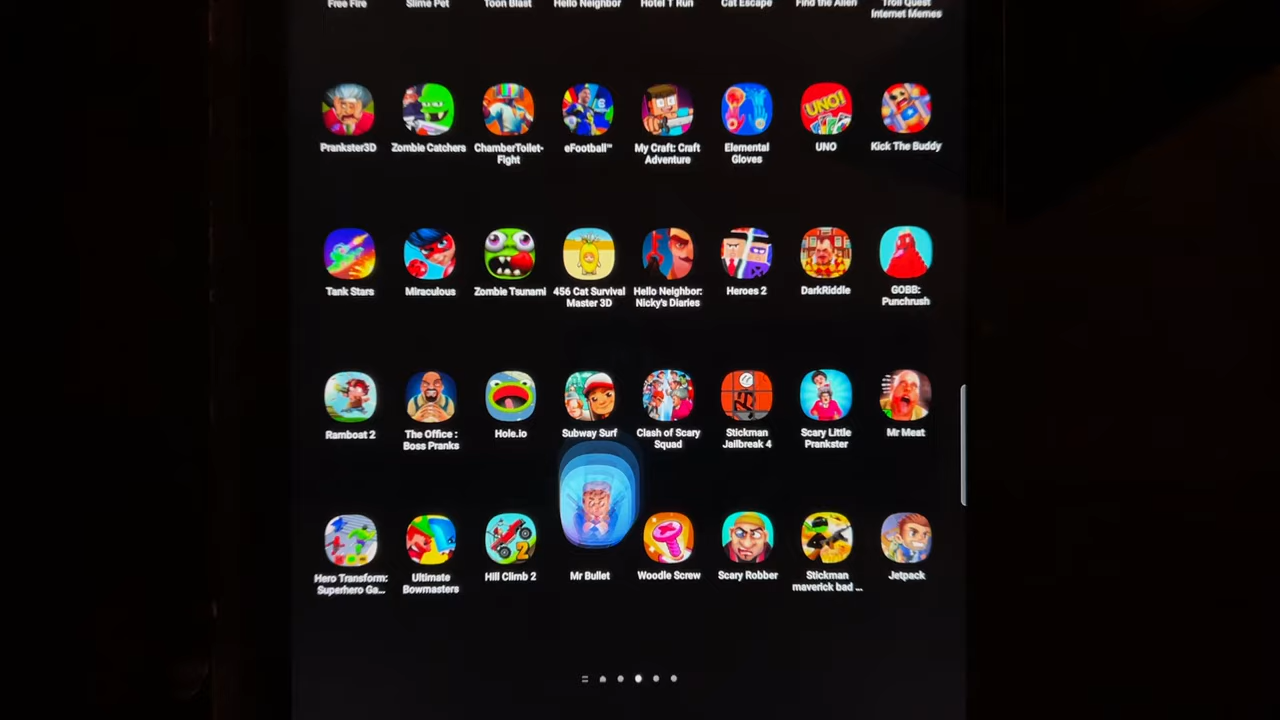 Free Fire
Slime Pet
Toon Blast
Hello Neighbor
Hotel T Run
Cat Escape
Find the Alien
Troll Quest
Internet Memes
UNO!
Prankster3D
Zombie Catchers
ChamberToilet-
Fight
eFootball™
My Craft: Craft
Adventure
Elemental
Gloves
UNO
Kick The Buddy
Tank Stars
Miraculous
Zombie Tsunami
456 Cat Survival
Master 3D
Hello Neighbor:
Nicky's Diaries
Heroes 2
DarkRiddle
GOBB:
Punchrush
Ramboat 2
The Office :
Boss Pranks
Hole.io
Subway Surf
Clash of Scary
Squad
Stickman
Jailbreak 4
Scary Little
Prankster
Mr Meat
2
Hero Transform:
Superhero Ga...
Ultimate
Bowmasters
Hill Climb 2
Mr Bullet
Woodle Screw
Scary Robber
Stickman
maverick bad ...
Jetpack